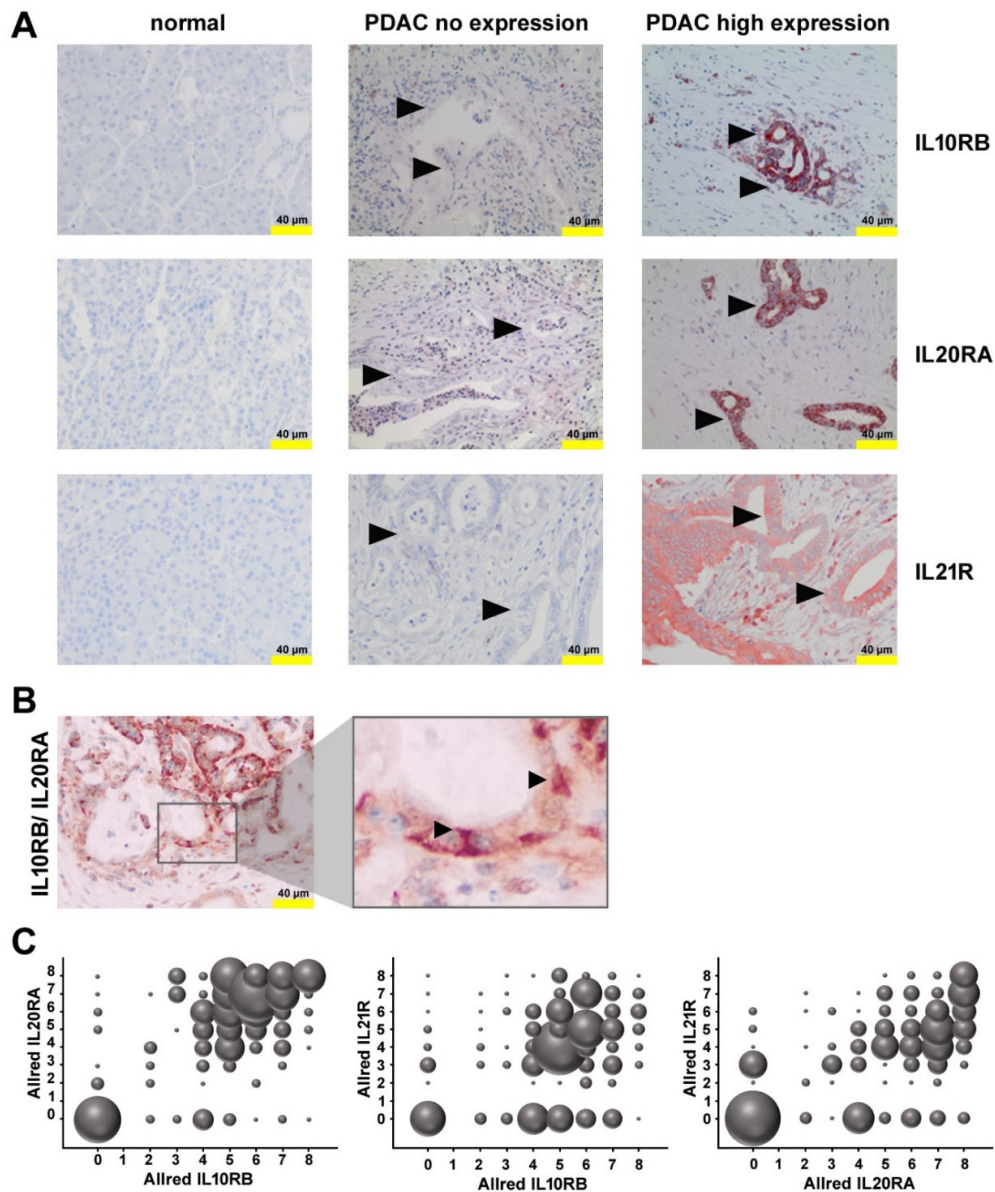 A
normal PDAC no expression PDAC high expression
40 µm 40 µm 40 µm
IL10RB
40 µm 40 µm 40 µm
IL20RA
40 µm 40 µm 40 µm
IL21R
B
IL10RB/ IL20RA
40 µm
C
Allred IL20RA
8
7
6
5
4
3
2
1
0
0 1 2 3 4 5 6 7 8
Allred IL10RB
Allred IL21R
8
7
6
5
4
3
2
1
0
0 1 2 3 4 5 6 7 8
Allred IL10RB
Allred IL21R
8
7
6
5
4
3
2
1
0
0 1 2 3 4 5 6 7 8
Allred IL20RA